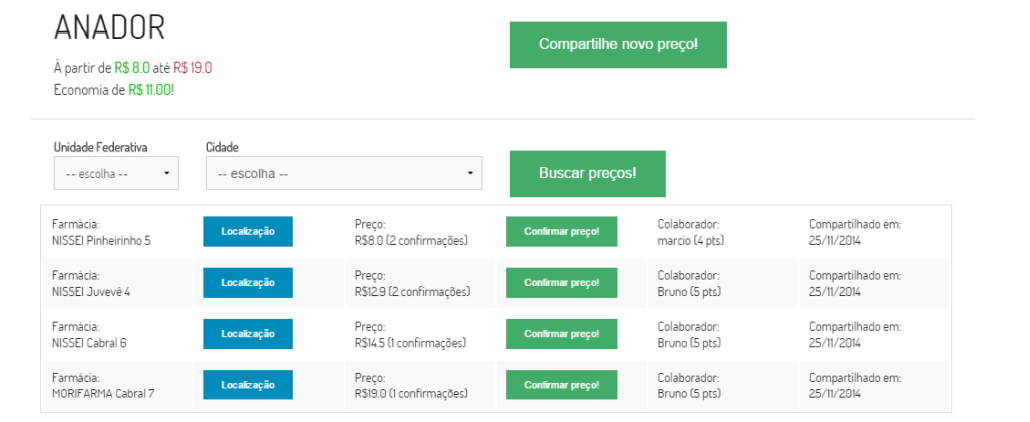 ANADOR
Compartilhe novo preço!
À partir de R$ 8.0 até R$ 19.0
Economia de R$ 11.00!
Unidade Federativa
Cidade
-- escolha --
-- escolha --
Buscar preços!
Farmácia:
NISSEI Pinheirinho 5
Localização
Preço:
R$8.0 (2 confirmações)
Confirmar preço!
Colaborador:
marcio (4 pts)
Compartilhado em:
25/11/2014
Farmácia:
NISSEI Juvevê 4
Localização
Preço:
R$12.9 (2 confirmações)
Confirmar preço!
Colaborador:
Bruno (5 pts)
Compartilhado em:
25/11/2014
Farmácia:
NISSEI Cabral 6
Localização
Preço:
R$14.5 (1 confirmações)
Confirmar preço!
Colaborador:
Bruno (5 pts)
Compartilhado em:
25/11/2014
Farmácia:
MORIFARMA Cabral 7
Localização
Preço:
R$19.0 (1 confirmações)
Confirmar preço!
Colaborador:
Bruno (5 pts)
Compartilhado em:
25/11/2014